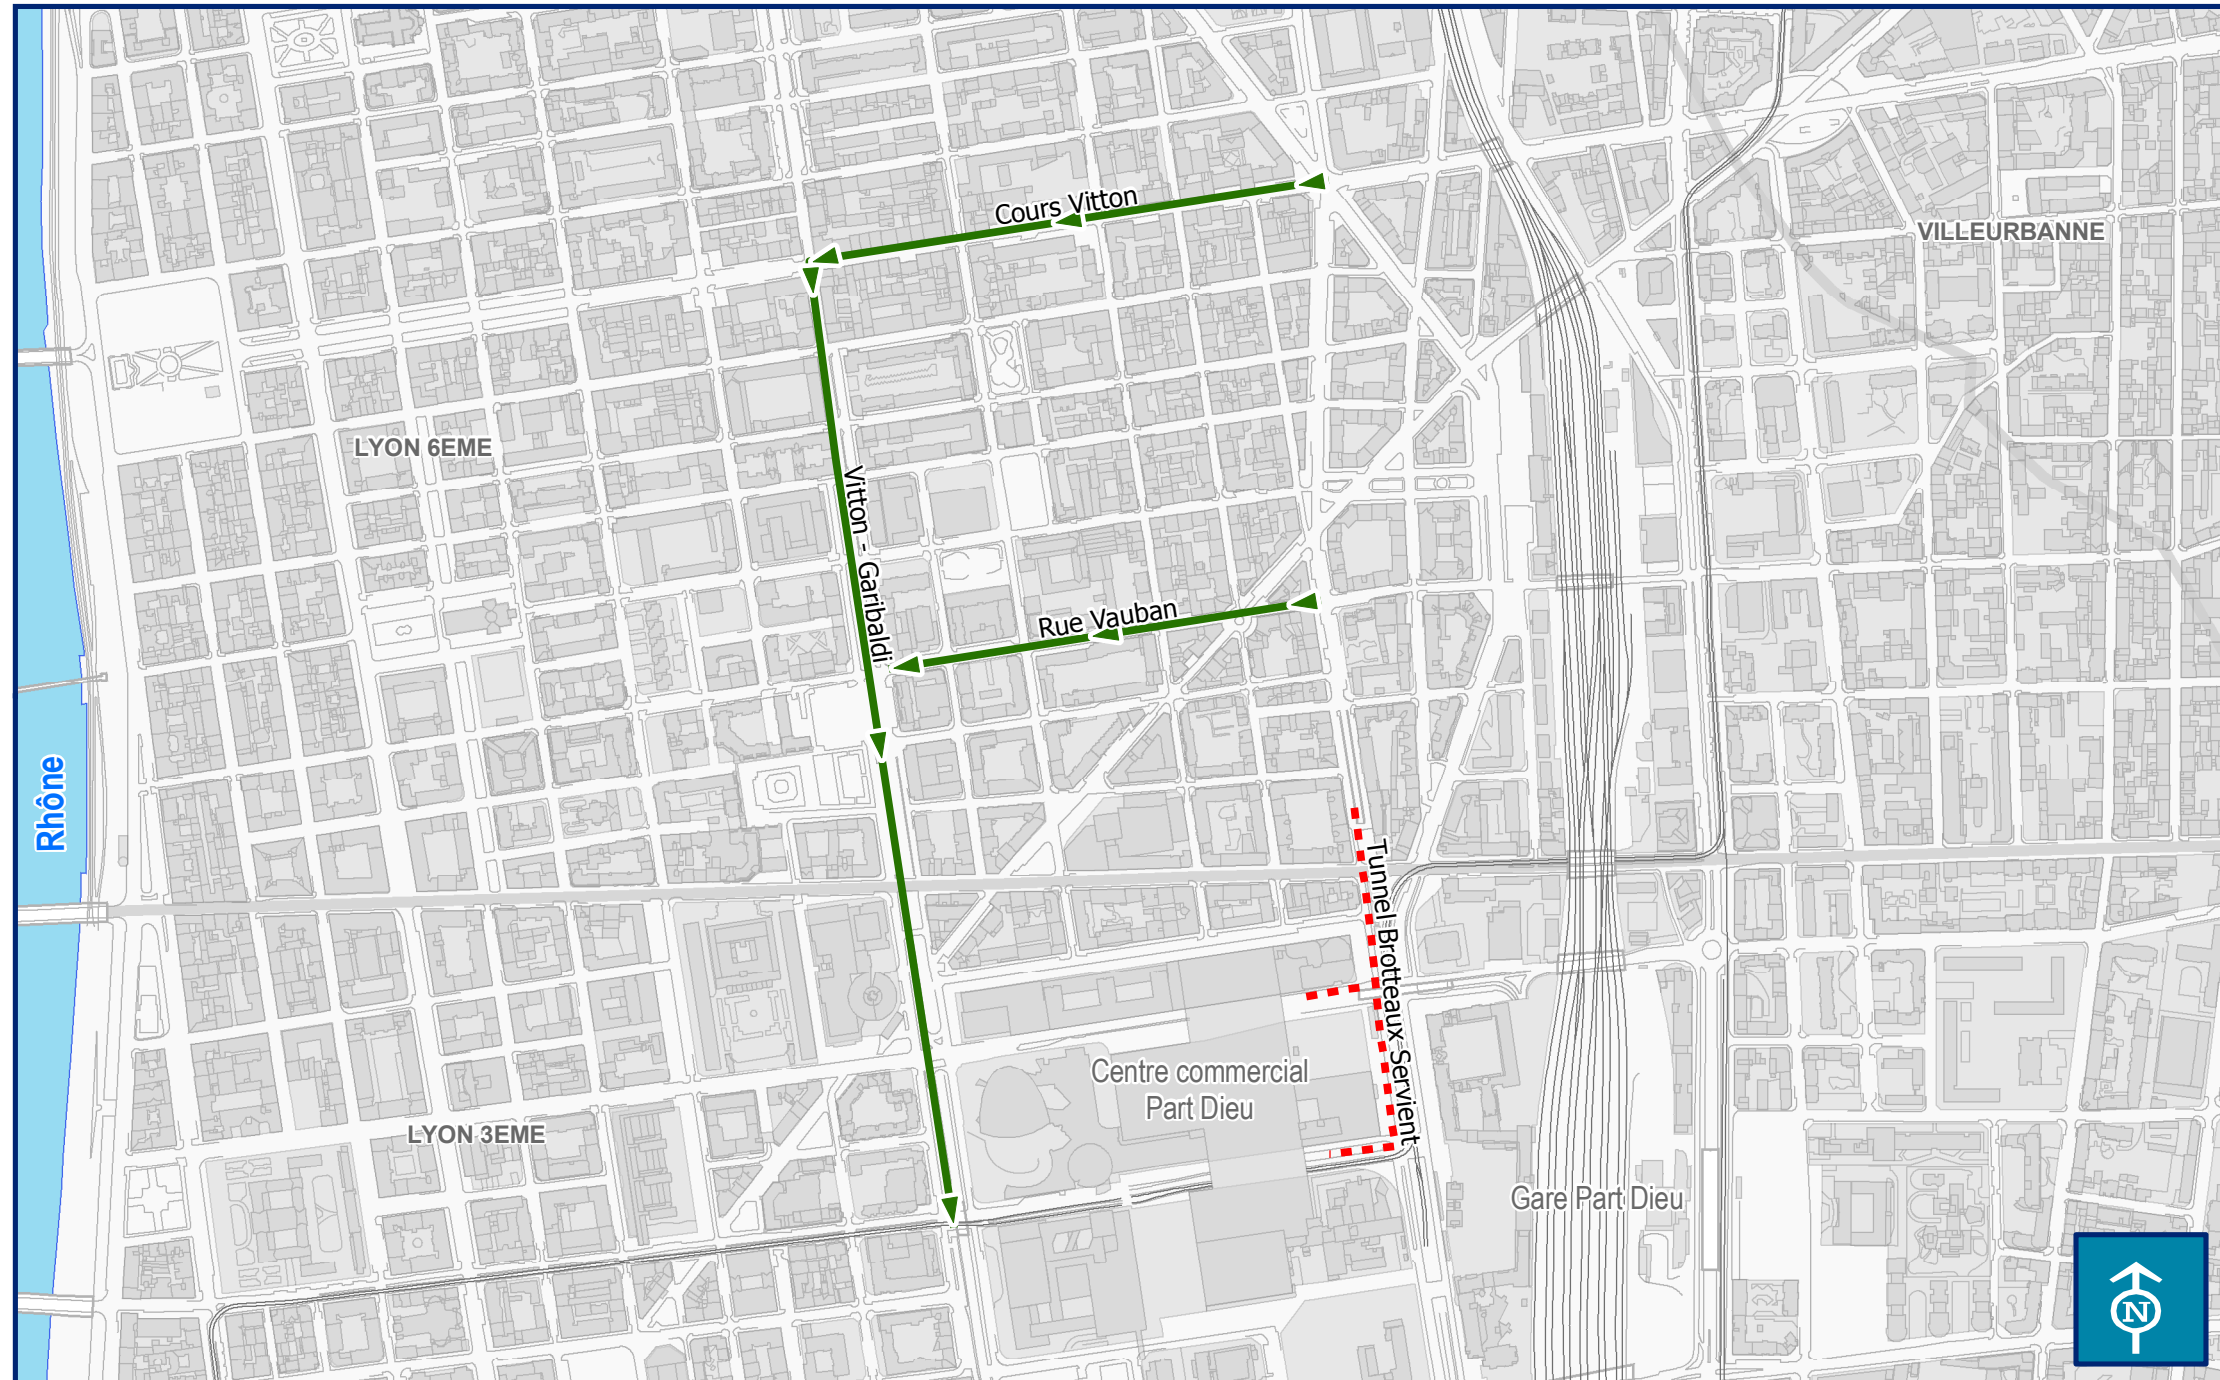 Cours Vitton
VILLEURBANNE
LYON 6EME
Vitton - Garibaldi
Rue Vauban
Rhône
Tunnel Brotteaux-Servient
Centre commercial
Part Dieu
LYON 3EME
Gare Part Dieu
N